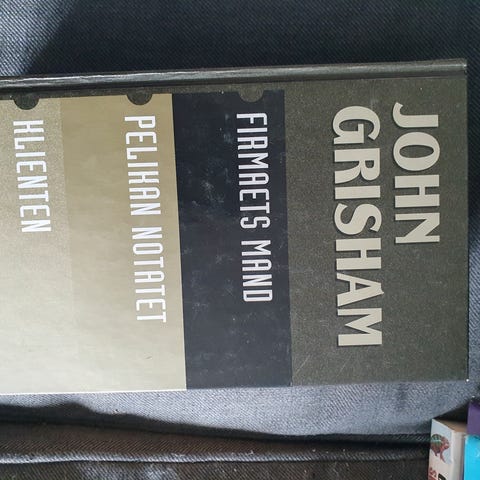 JOHN
GRISHAM
FIRMAETS MAND
PELIKAN NOTATET
KLIENTEN